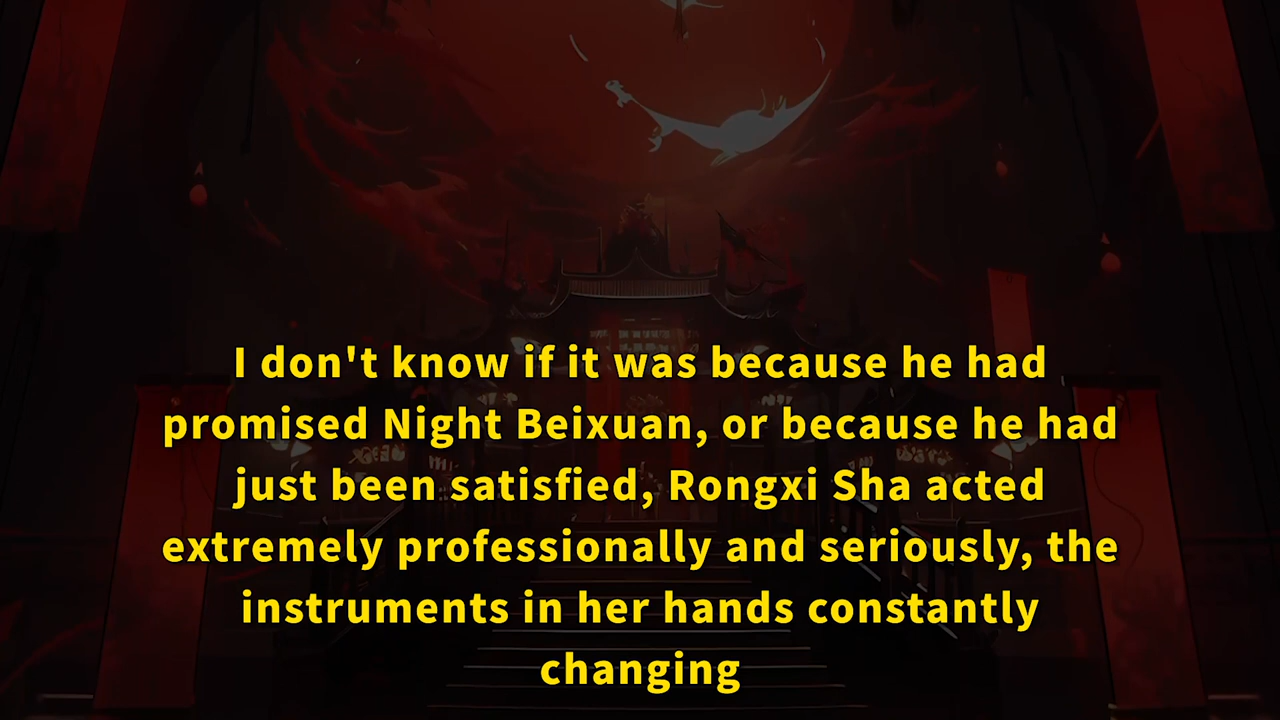 I don't know if it was because he had
promised Night Beixuan, or because he had
just been satisfied, Rongxi Sha acted
extremely professionally and seriously, the
instruments in her hands constantly
changing